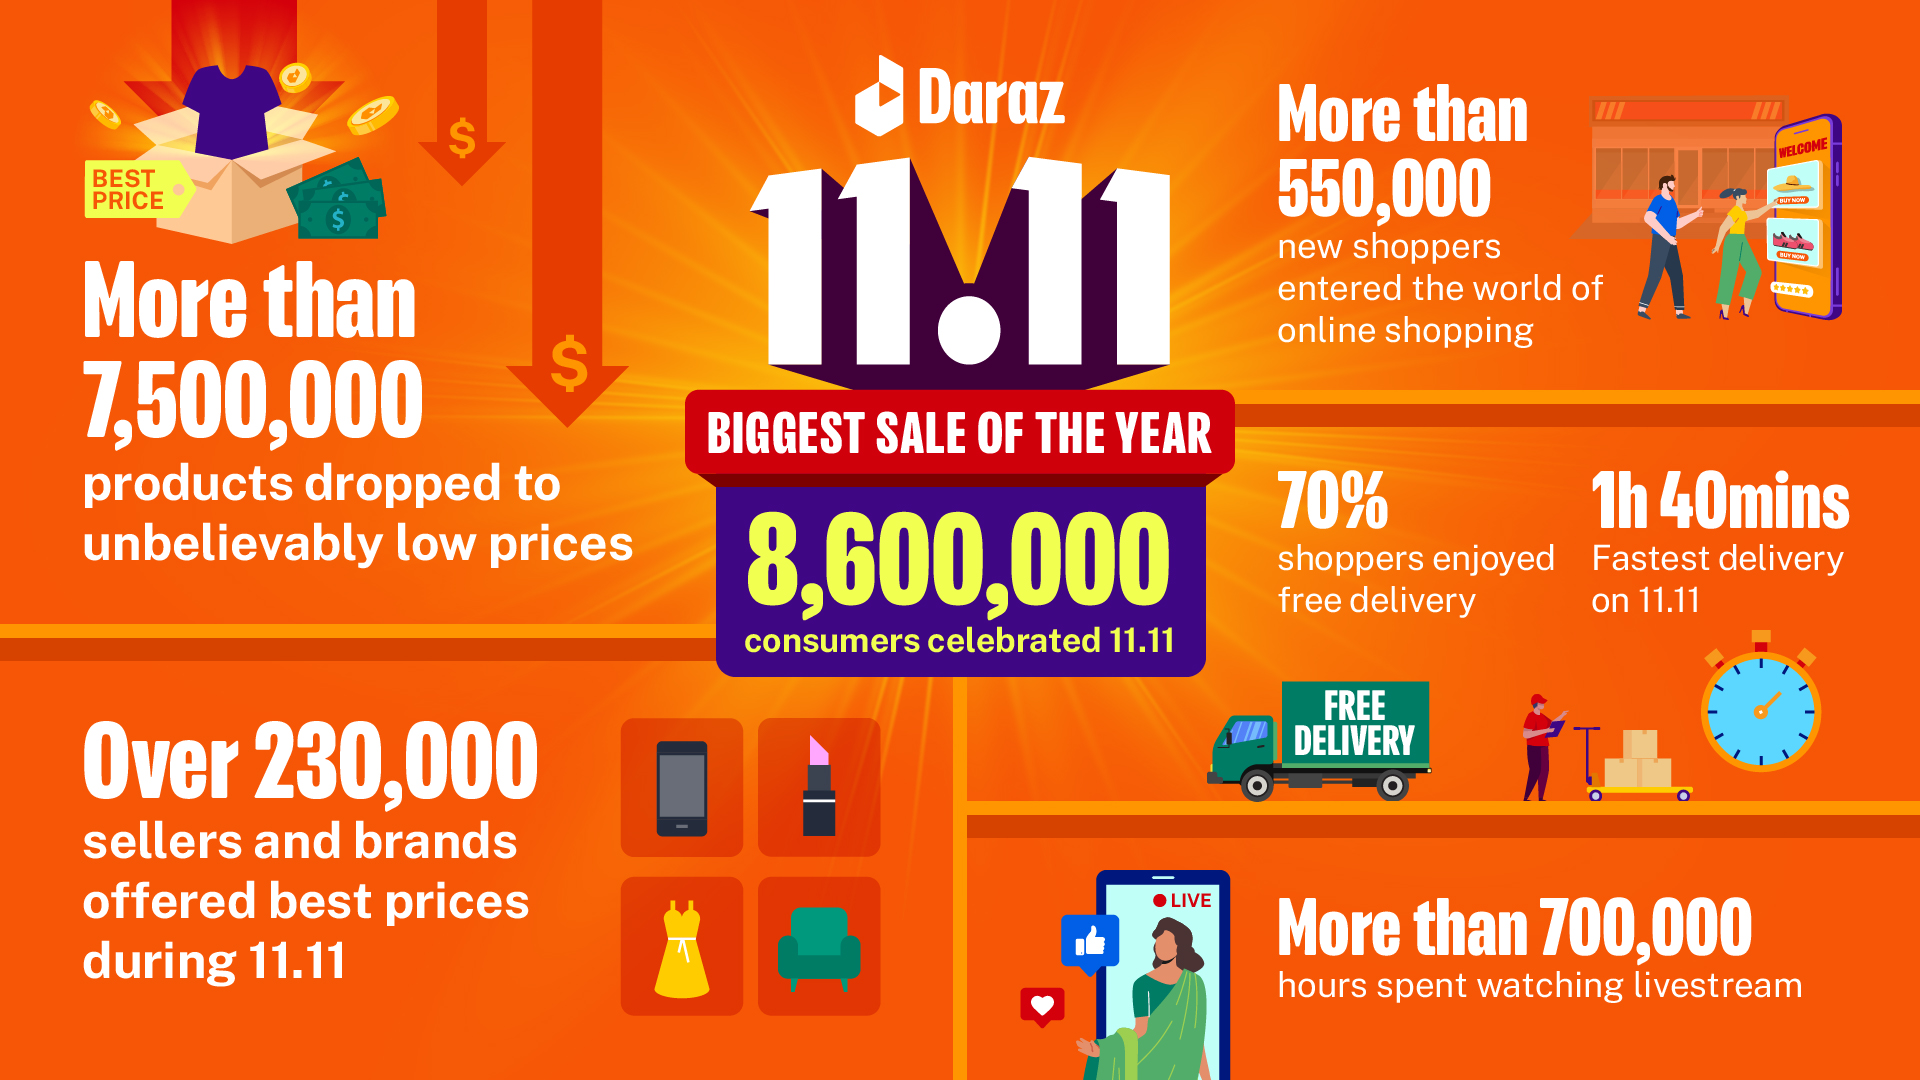 Daraz
11.11
BIGGEST SALE OF THE YEAR
8,600,000
consumers celebrated 11.11
BEST
PRICE
$
$
$
More than
7,500,000
products dropped to
unbelievably low prices
Over 230,000
sellers and brands
offered best prices
during 11.11
More than
550,000
new shoppers
entered the world of
online shopping
WELCOME
BUY NOW
BUY NOW
70%
shoppers enjoyed
free delivery
1h 40mins
Fastest delivery
on 11.11
FREE
DELIVERY
LIVE
More than 700,000
hours spent watching livestream